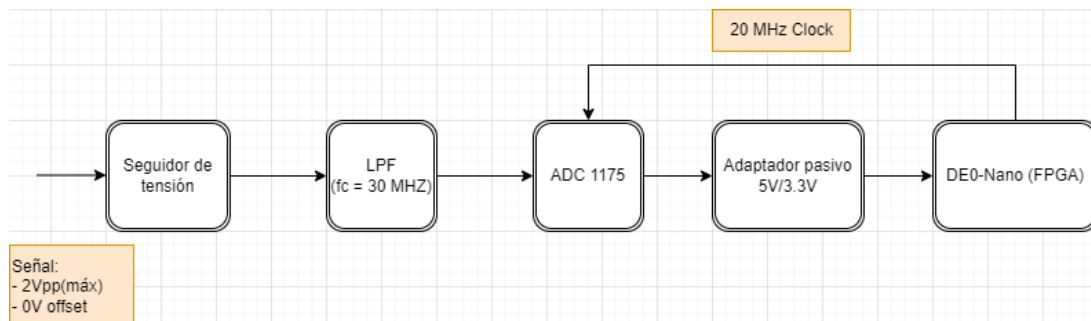 20 MHz Clock
Seguidor de
tensión
LPF
(fc = 30 MHZ)
ADC 1175
Adaptador pasivo
5V/3.3V
DE0-Nano (FPGA)
Señal:
- 2Vpp(máx)
- 0V offset